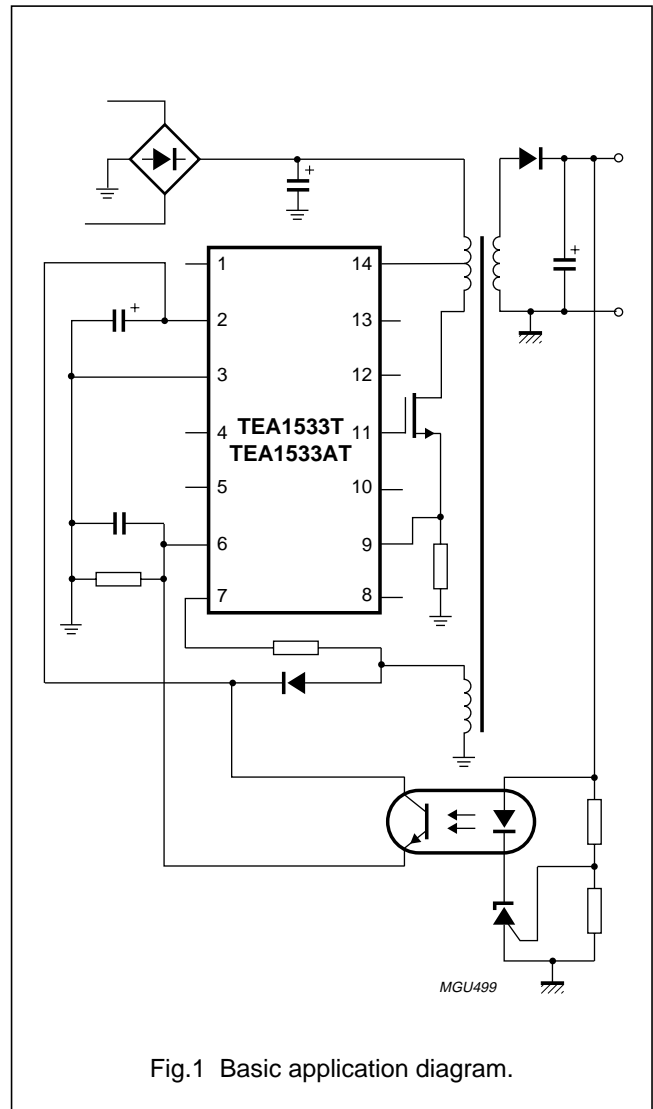 +
+
1 14
+
2 13
3 12
TEA1533T
4 11
TEA1533AT
5 10
6 9
7 8
MGU499
Fig.1 Basic application diagram.